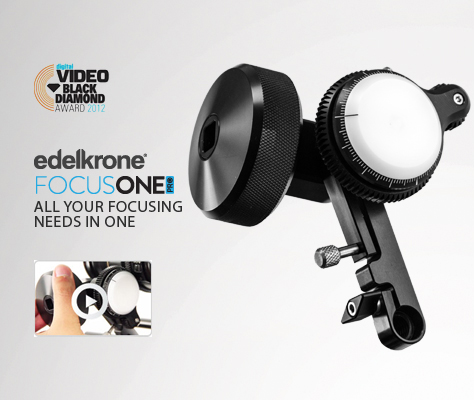 digital
VIDEO
BLACK
DIAMOND
AWARD 2012
edelkrone®
FOCUSONE PRO
ALL YOUR FOCUSING
NEEDS IN ONE